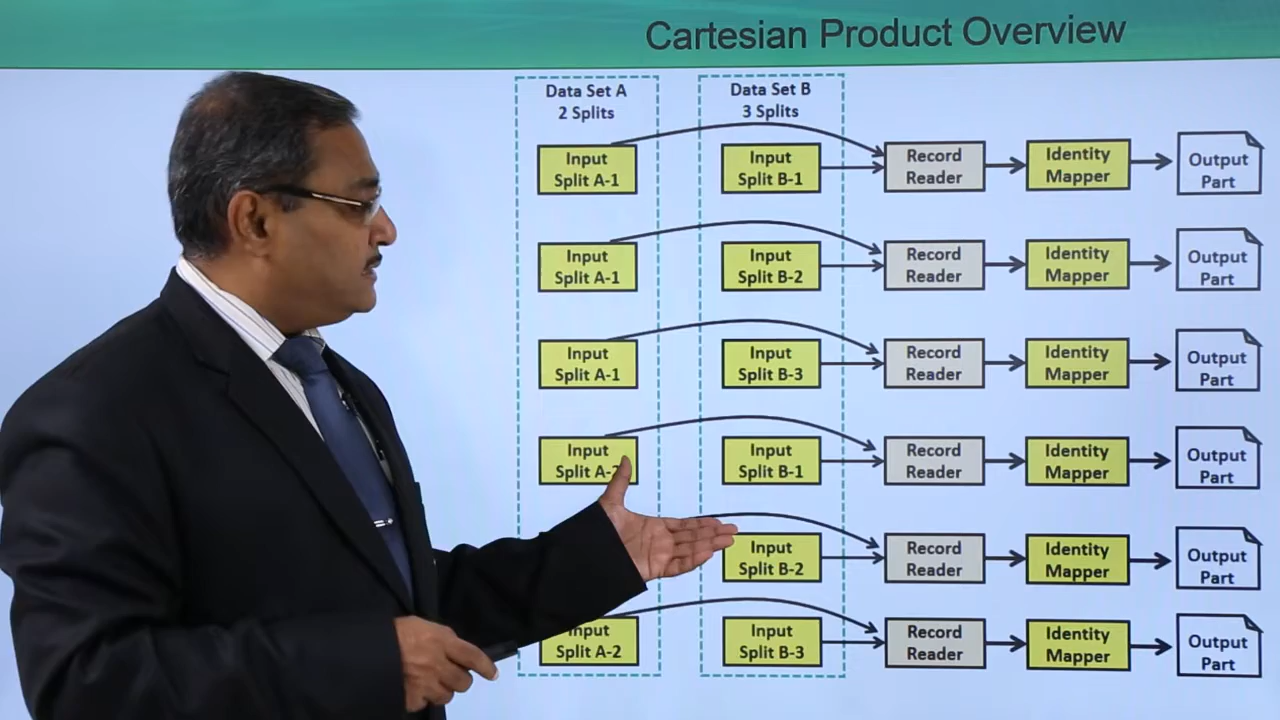 Cartesian Product Overview
Data Set A
2 Splits
Data Set B
3 Splits
Input
Split A-1
Input
Split B-1
Record
Reader
Identity
Mapper
Output
Part
Input
Split A-1
Input
Split B-2
Record
Reader
Identity
Mapper
Output
Part
Input
Split A-1
Input
Split B-3
Record
Reader
Identity
Mapper
Output
Part
Input
Split A-2
Input
Split B-1
Record
Reader
Identity
Mapper
Output
Part
Input
Split B-2
Record
Reader
Identity
Mapper
Output
Part
Input
Split A-2
Input
Split B-3
Record
Reader
Identity
Mapper
Output
Part